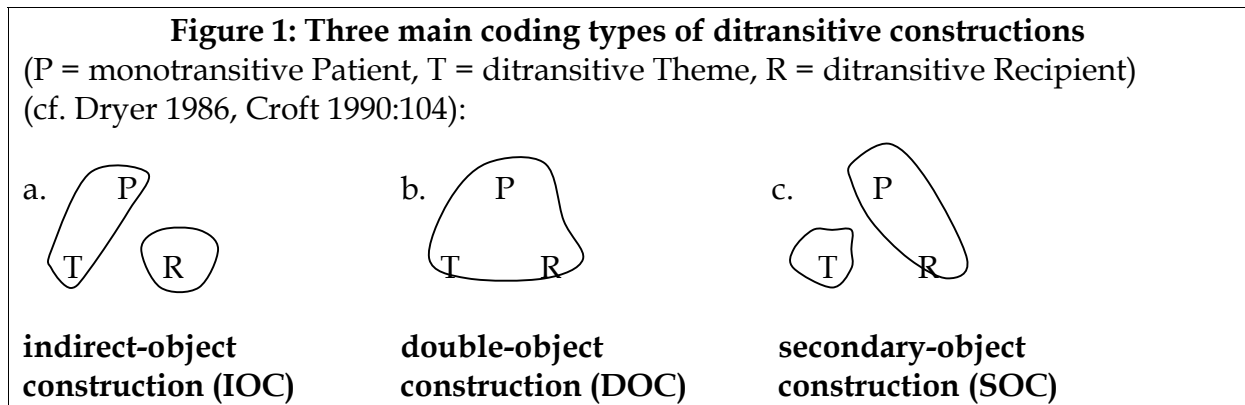 Figure 1: Three main coding types of ditransitive constructions
(P = monotransitive Patient, T = ditransitive Theme, R = ditransitive Recipient)
(cf. Dryer 1986, Croft 1990:104):
a. P b. P c. P
T R T R T R
indirect-object double-object secondary-object
construction (IOC) construction (DOC) construction (SOC)